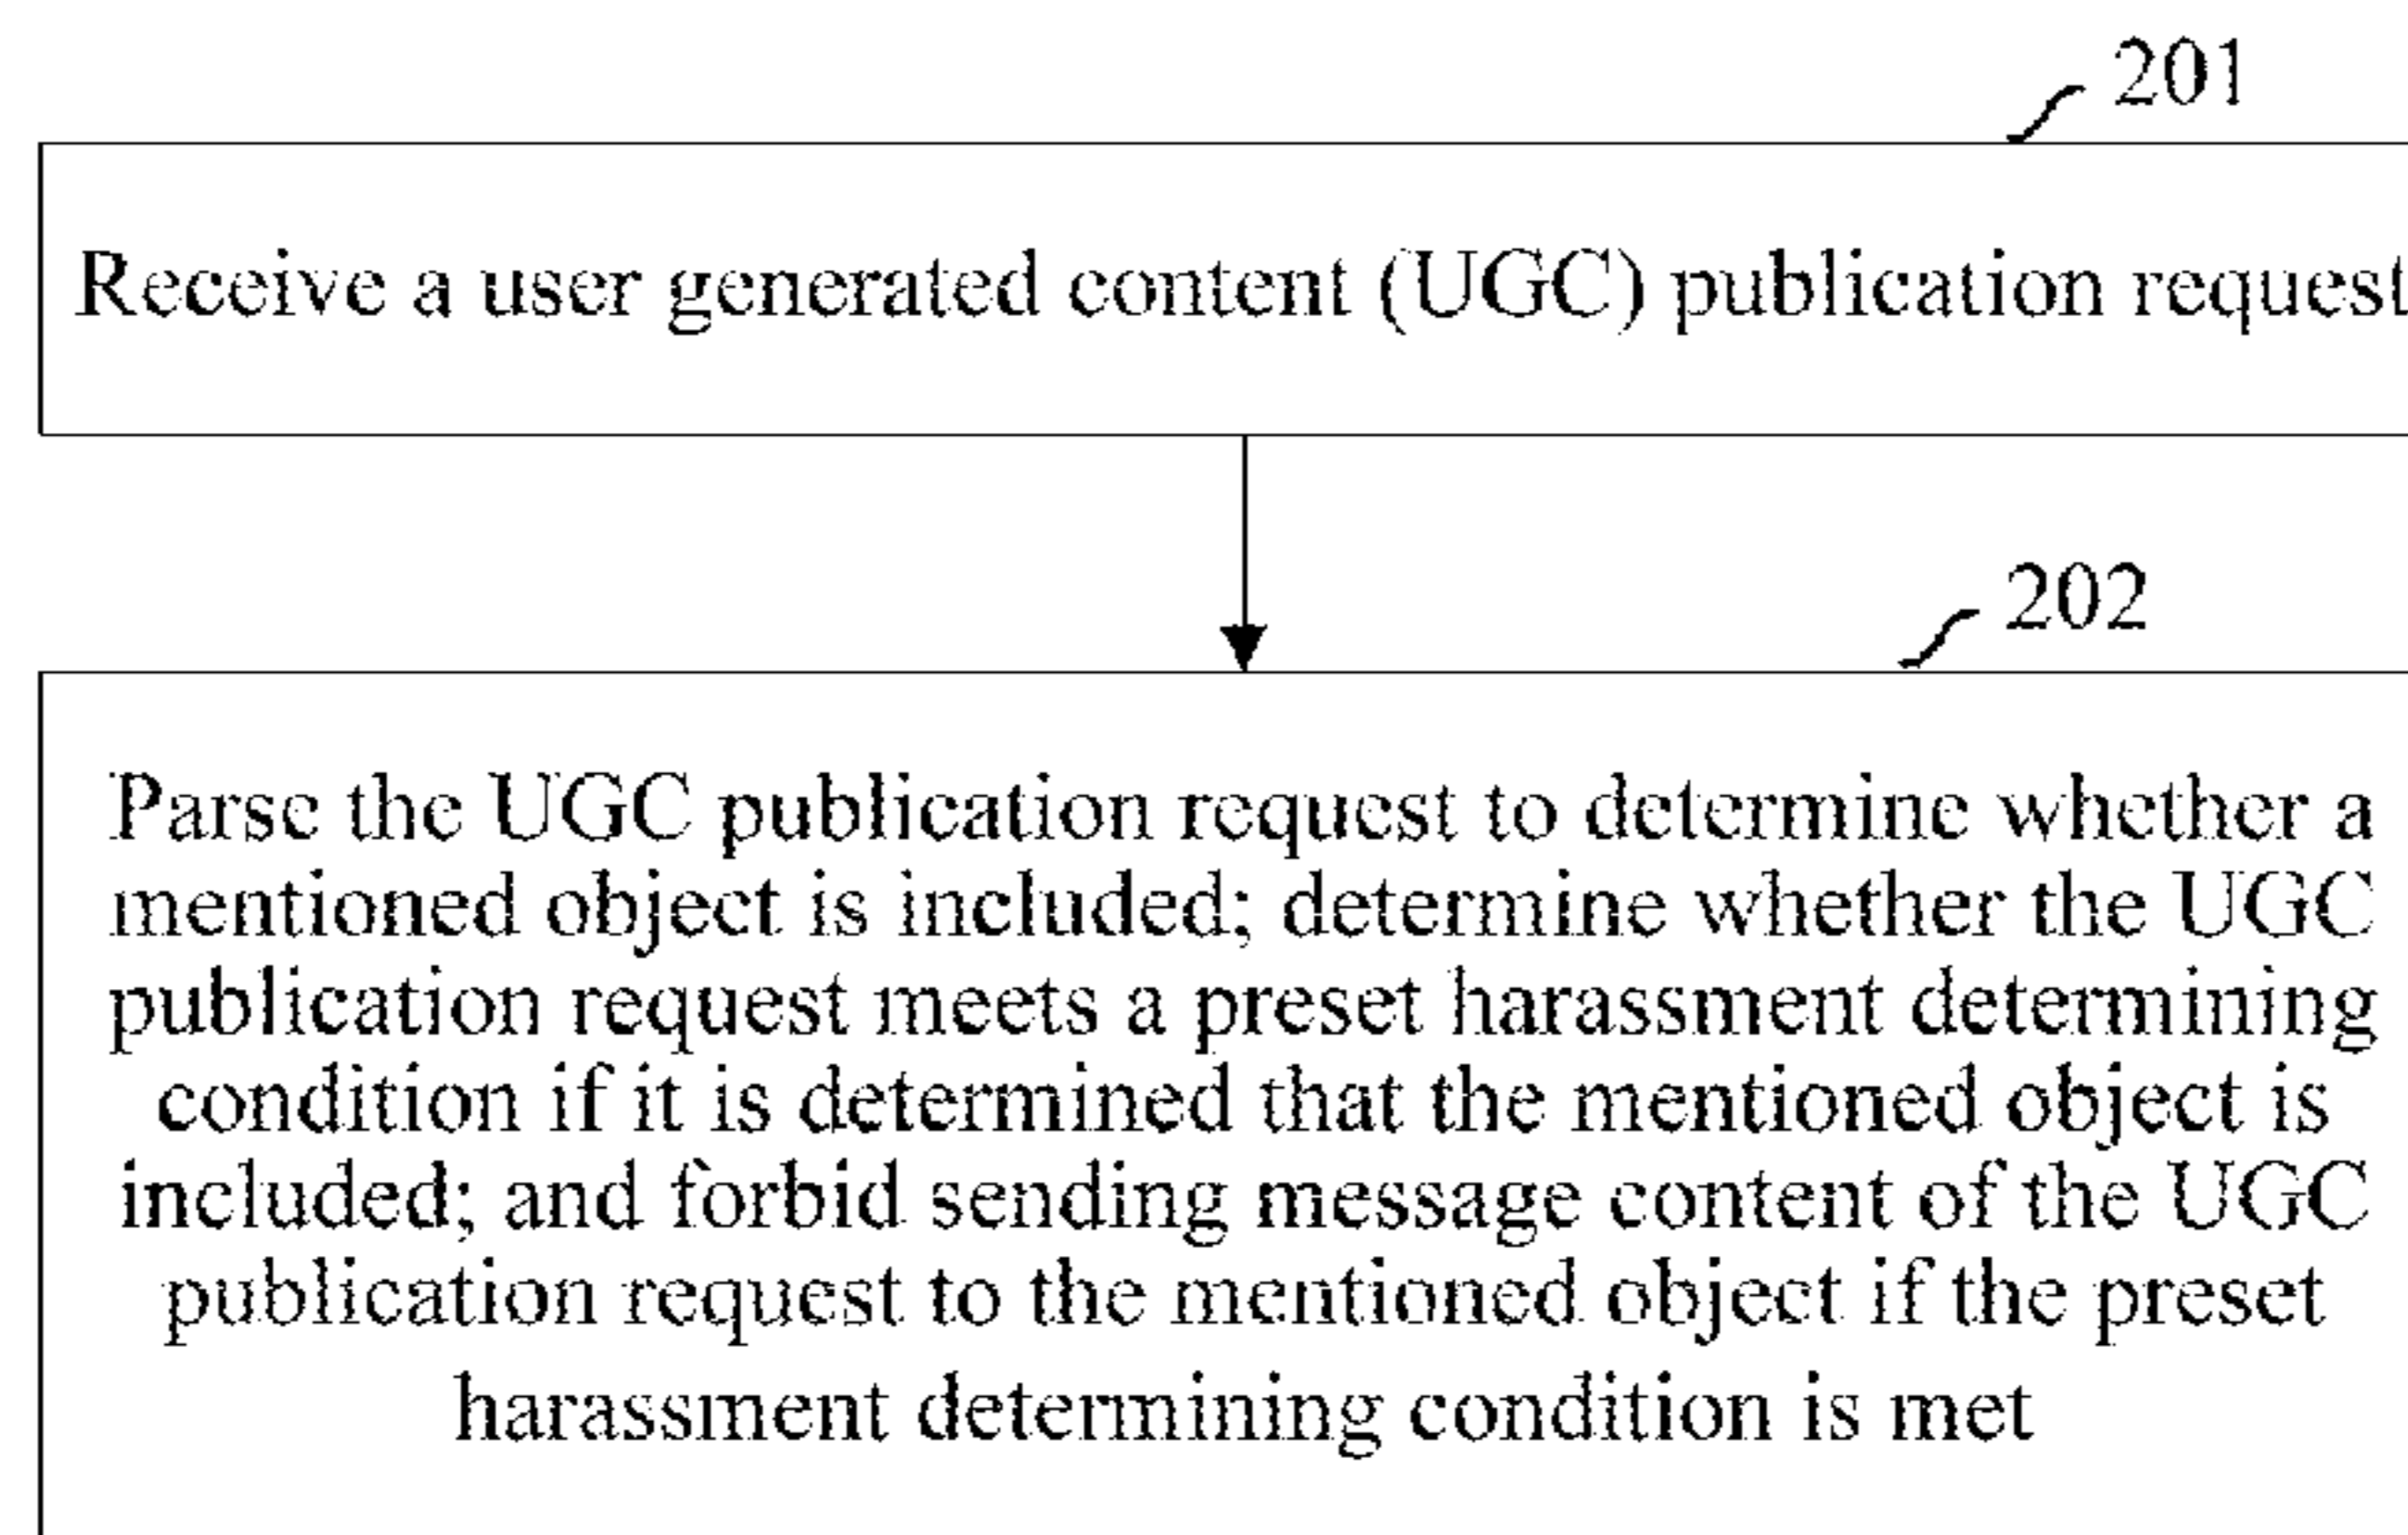 201
Receive a user generated content (UGC) publication request
202
Parse the UGC publication request to determine whether a
mentioned object is included; determine whether the UGC
publication request meets a preset harassment determining
condition if it is determined that the mentioned object is
included; and forbid sending message content of the UGC
publication request to the mentioned object if the preset
harassment determining condition is met